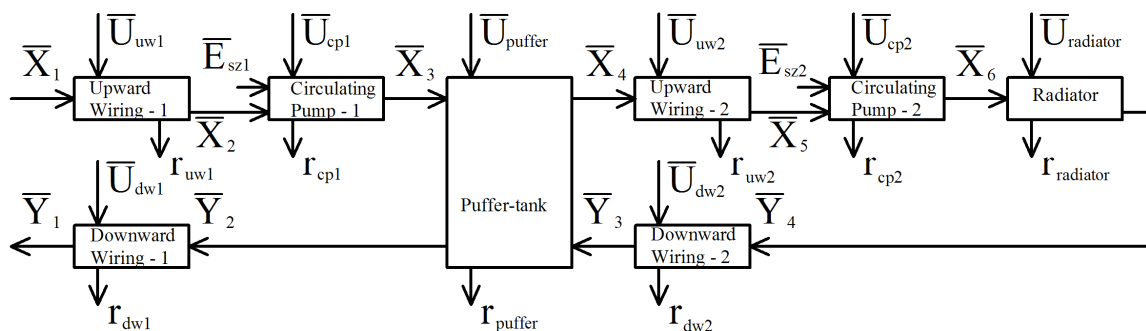 U̅uw1 U̅cp1 U̅puffer U̅uw2 U̅cp2 U̅radiator
X̅1 E̅sz1 X̅3 X̅4 E̅sz2 X̅6
Upward
Wiring - 1
Circulating
Pump - 1
Upward
Wiring - 2
Circulating
Pump - 2
Radiator
X̅2 X̅5
ruw1 rcp1 ruw2 rcp2 rradiator
U̅dw1 U̅dw2
Y̅1 Y̅2 Puffer-tank Y̅3 Y̅4
Downward
Wiring - 1
Downward
Wiring - 2
rdw1 rpuffer rdw2